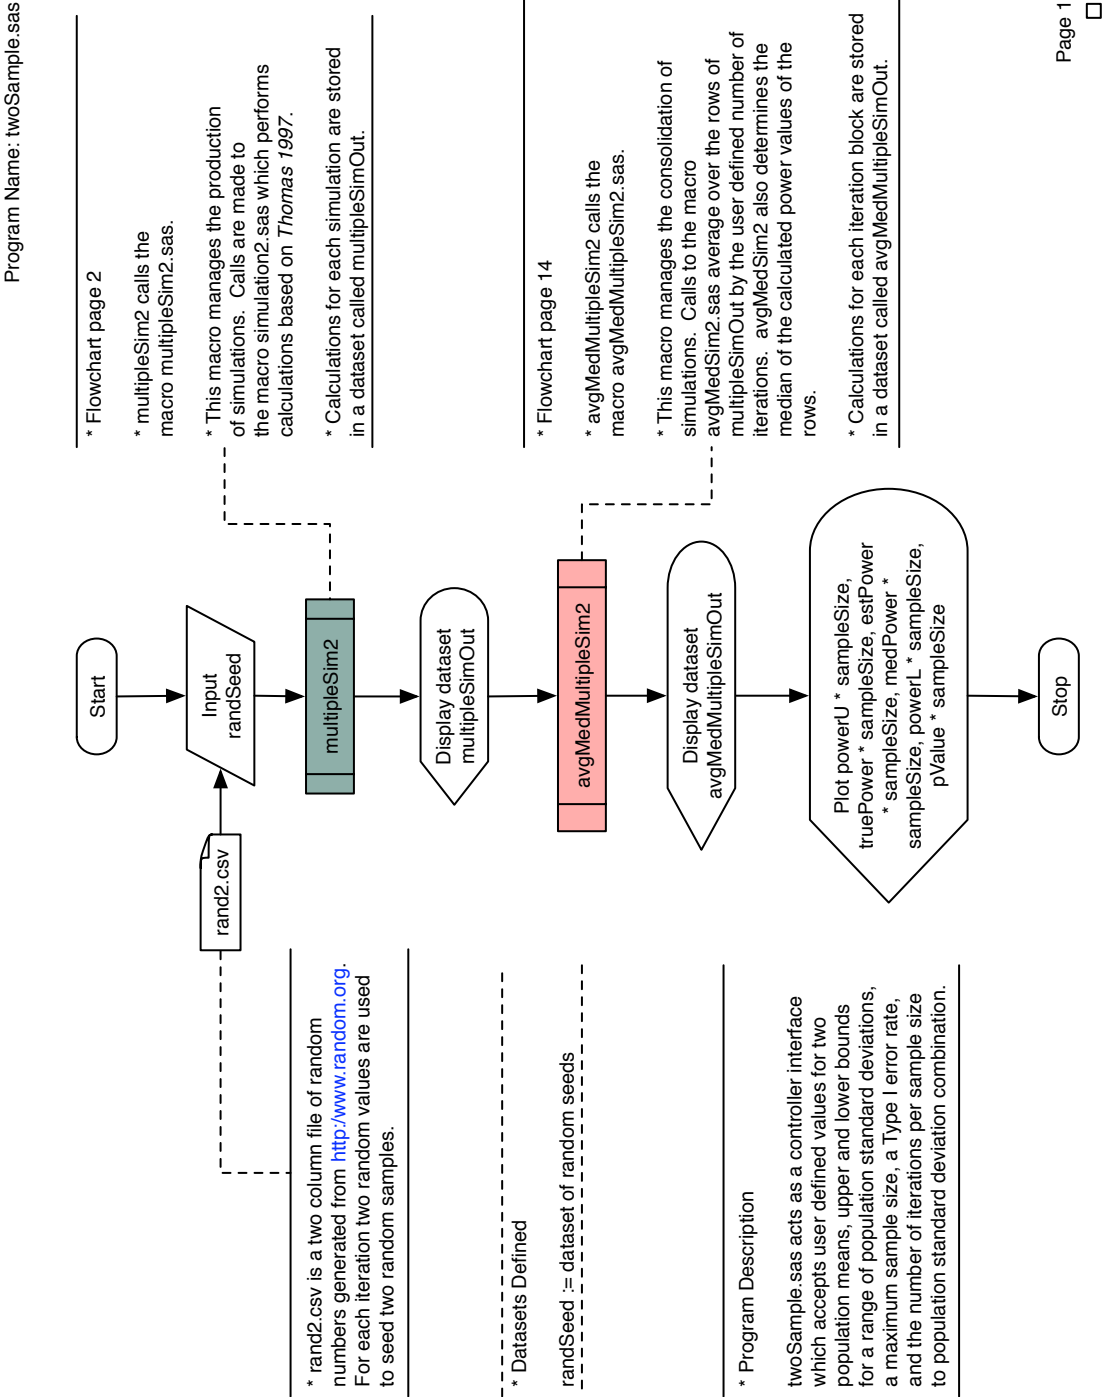 Program Name: twoSample.sas
* Flowchart page 2
* multipleSim2 calls the
macro multipleSim2.sas.
* This macro manages the production
of simulations.  Calls are made to
the macro simulation2.sas which performs
calculations based on Thomas 1997.
* Calculations for each simulation are stored
in a dataset called multipleSimOut.
* Flowchart page 14
* avgMedMultipleSim2 calls the
macro avgMedMultipleSim2.sas.
* This macro manages the consolidation of
simulations.  Calls to the macro
avgMedSim2.sas average over the rows of
multipleSimOut by the user defined number of
iterations.  avgMedSim2 also determines the
median of the calculated power values of the
rows.
* Calculations for each iteration block are stored
in a dataset called avgMedMultipleSimOut.
Start
Input
randSeed
rand2.csv
multipleSim2
Display dataset
multipleSimOut
avgMedMultipleSim2
Display dataset
avgMedMultipleSimOut
Plot powerU * sampleSize,
truePower * sampleSize, estPower
* sampleSize, medPower *
sampleSize, powerL * sampleSize,
pValue * sampleSize
Stop
* rand2.csv is a two column file of random
numbers generated from http:/www.random.org.
For each iteration two random values are used
to seed two random samples.
* Datasets Defined
randSeed := dataset of random seeds
* Program Description
twoSample.sas acts as a controller interface
which accepts user defined values for two
population means, upper and lower bounds
for a range of population standard deviations,
a maximum sample size, a Type I error rate,
and the number of iterations per sample size
to population standard deviation combination.
Page 1